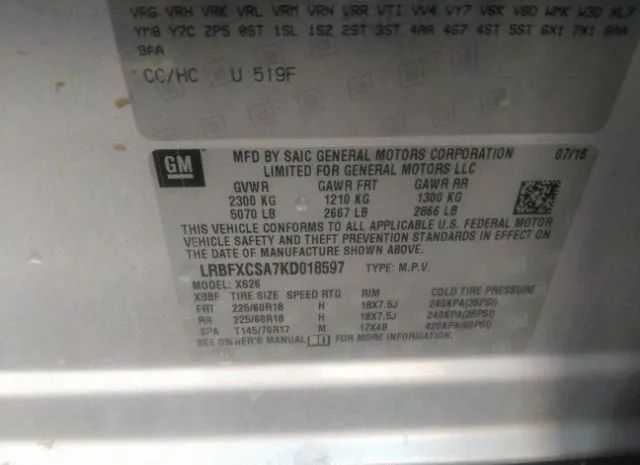 VRG VRH VRK VRL VRM VRN VRR VTI VV4 VY7 V6K V8D WMK W3D XL7
YM8 Y7C ZPS 0ST 1SL 1SZ 2ST 3ST 4AA 4G7 4ST 5ST 6X1 7X1 8AA
9AA
CC/HC U 519F
GM
MFD BY SAIC GENERAL MOTORS CORPORATION 07/18
LIMITED FOR GENERAL MOTORS LLC
GVWR GAWR FRT GAWR RR
2300 KG 1210 KG 1300 KG
5070 LB 2667 LB 2866 LB
THIS VEHICLE CONFORMS TO ALL APPLICABLE U.S. FEDERAL MOTOR
VEHICLE SAFETY AND THEFT PREVENTION STANDARDS IN EFFECT ON
THE DATE OF MANUFACTURE SHOWN ABOVE.
LRBFXCSA7KD018597 TYPE: M.P.V
MODEL: XS26
XBBF TIRE SIZE SPEED RTG RIM COLD TIRE PRESSURE
FRT 225/60R18 H 18X7.5J 240KPA(35PSI)
RR 225/60R18 H 18X7.5J 240KPA(35PSI)
SPA T145/70R17 M 17X4B 420KPA(60PSI)
SEE OWNER'S MANUAL FOR MORE INFORMATION.